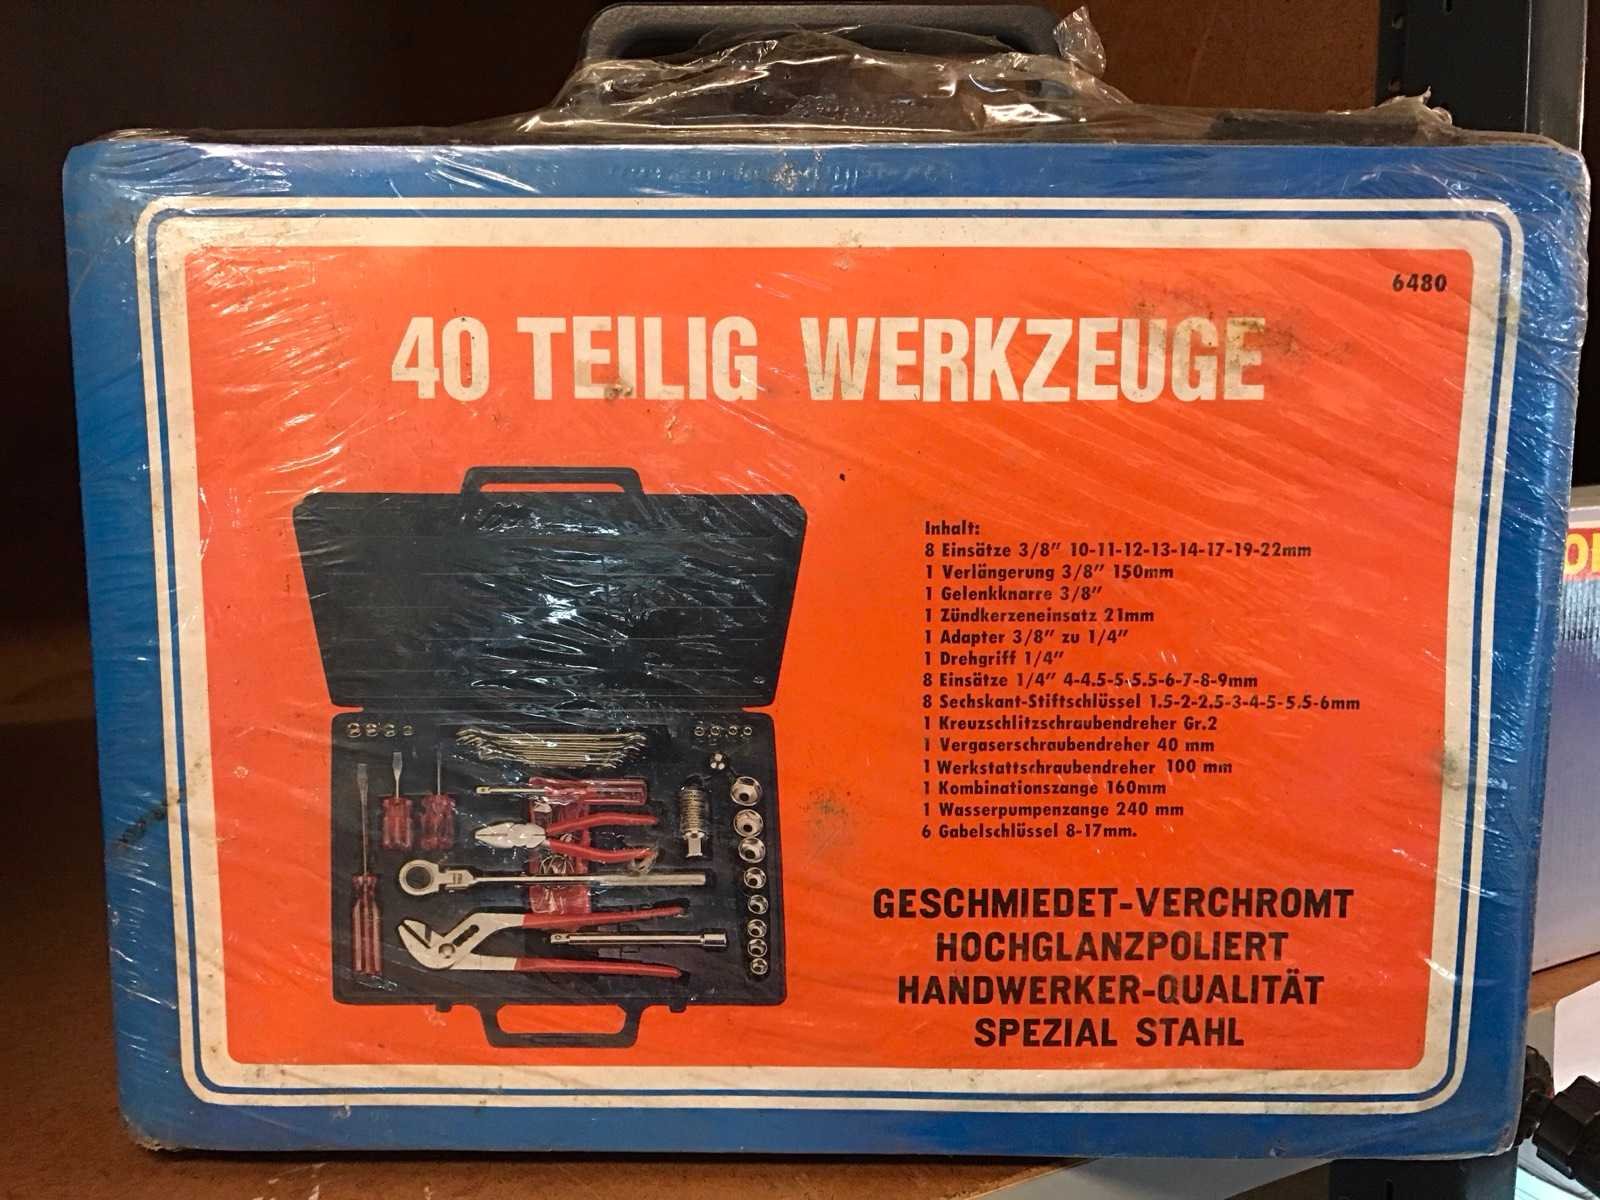 6480
40 TEILIG WERKZEUGE
Inhalt:
8 Einsätze 3/8" 10-11-12-13-14-17-19-22mm
1 Verlängerung 3/8" 150mm
1 Gelenkknarre 3/8"
1 Zündkerzeneinsatz 21mm
1 Adapter 3/8" zu 1/4"
1 Drehgriff 1/4"
8 Einsätze 1/4" 4-4.5-5-5.5-6-7-8-9mm
8 Sechskant-Stiftschlüssel 1.5-2-2.5-3-4-5-5.5-6mm
1 Kreuzschlitzschraubendreher Gr.2
1 Vergaserschraubendreher 40 mm
1 Werkstattschraubendreher 100 mm
1 Kombinationszange 160mm
1 Wasserpumpenzange 240 mm
6 Gabelschlüssel 8-17mm.
GESCHMIEDET-VERCHROMT
HOCHGLANZPOLIERT
HANDWERKER-QUALITÄT
SPEZIAL STAHL